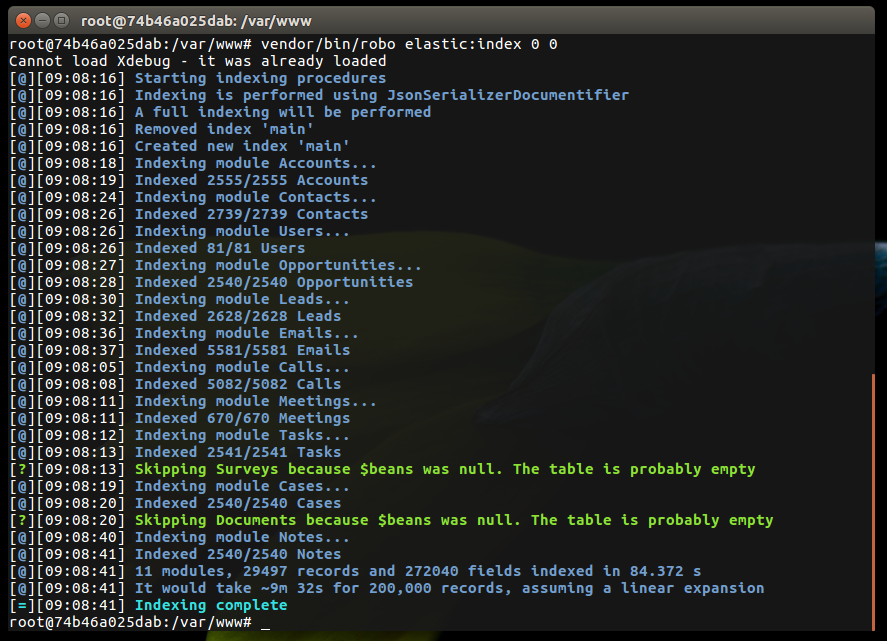 root@74b46a025dab: /var/www
root@74b46a025dab:/var/www# vendor/bin/robo elastic:index 0 0
Cannot load Xdebug - it was already loaded
[@][09:08:16] Starting indexing procedures
[@][09:08:16] Indexing is performed using JsonSerializerDocumentifier
[@][09:08:16] A full indexing will be performed
[@][09:08:16] Removed index 'main'
[@][09:08:16] Created new index 'main'
[@][09:08:18] Indexing module Accounts...
[@][09:08:19] Indexed 2555/2555 Accounts
[@][09:08:24] Indexing module Contacts...
[@][09:08:26] Indexed 2739/2739 Contacts
[@][09:08:26] Indexing module Users...
[@][09:08:26] Indexed 81/81 Users
[@][09:08:27] Indexing module Opportunities...
[@][09:08:28] Indexed 2540/2540 Opportunities
[@][09:08:30] Indexing module Leads...
[@][09:08:32] Indexed 2628/2628 Leads
[@][09:08:36] Indexing module Emails...
[@][09:08:37] Indexed 5581/5581 Emails
[@][09:08:05] Indexing module Calls...
[@][09:08:08] Indexed 5082/5082 Calls
[@][09:08:11] Indexing module Meetings...
[@][09:08:11] Indexed 670/670 Meetings
[@][09:08:12] Indexing module Tasks...
[@][09:08:13] Indexed 2541/2541 Tasks
[?][09:08:13] Skipping Surveys because $beans was null. The table is probably empty
[@][09:08:19] Indexing module Cases...
[@][09:08:20] Indexed 2540/2540 Cases
[?][09:08:20] Skipping Documents because $beans was null. The table is probably empty
[@][09:08:40] Indexing module Notes...
[@][09:08:41] Indexed 2540/2540 Notes
[@][09:08:41] 11 modules, 29497 records and 272040 fields indexed in 84.372 s
[@][09:08:41] It would take ~9m 32s for 200,000 records, assuming a linear expansion
[=][09:08:41] Indexing complete
root@74b46a025dab:/var/www# _